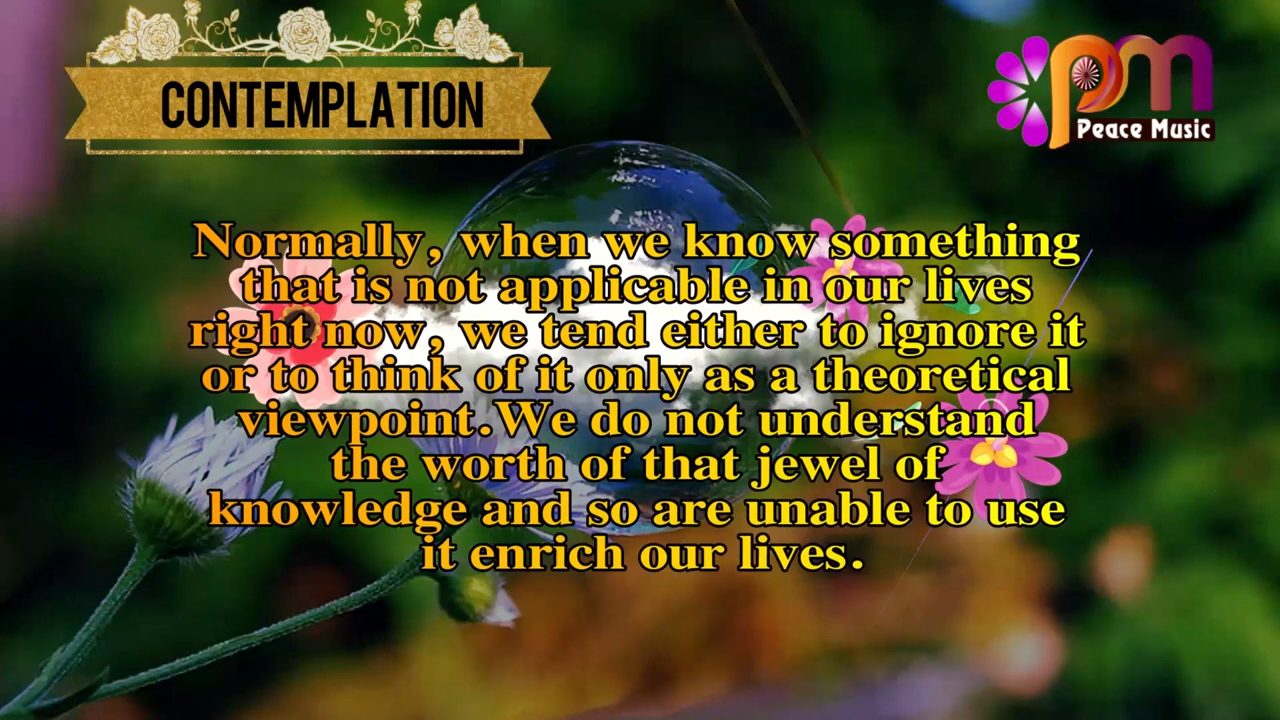 CONTEMPLATION
pm
Peace Music
Normally, when we know something
that is not applicable in our lives
right now, we tend either to ignore it
or to think of it only as a theoretical
viewpoint.We do not understand
the worth of that jewel of
knowledge and so are unable to use
it enrich our lives.